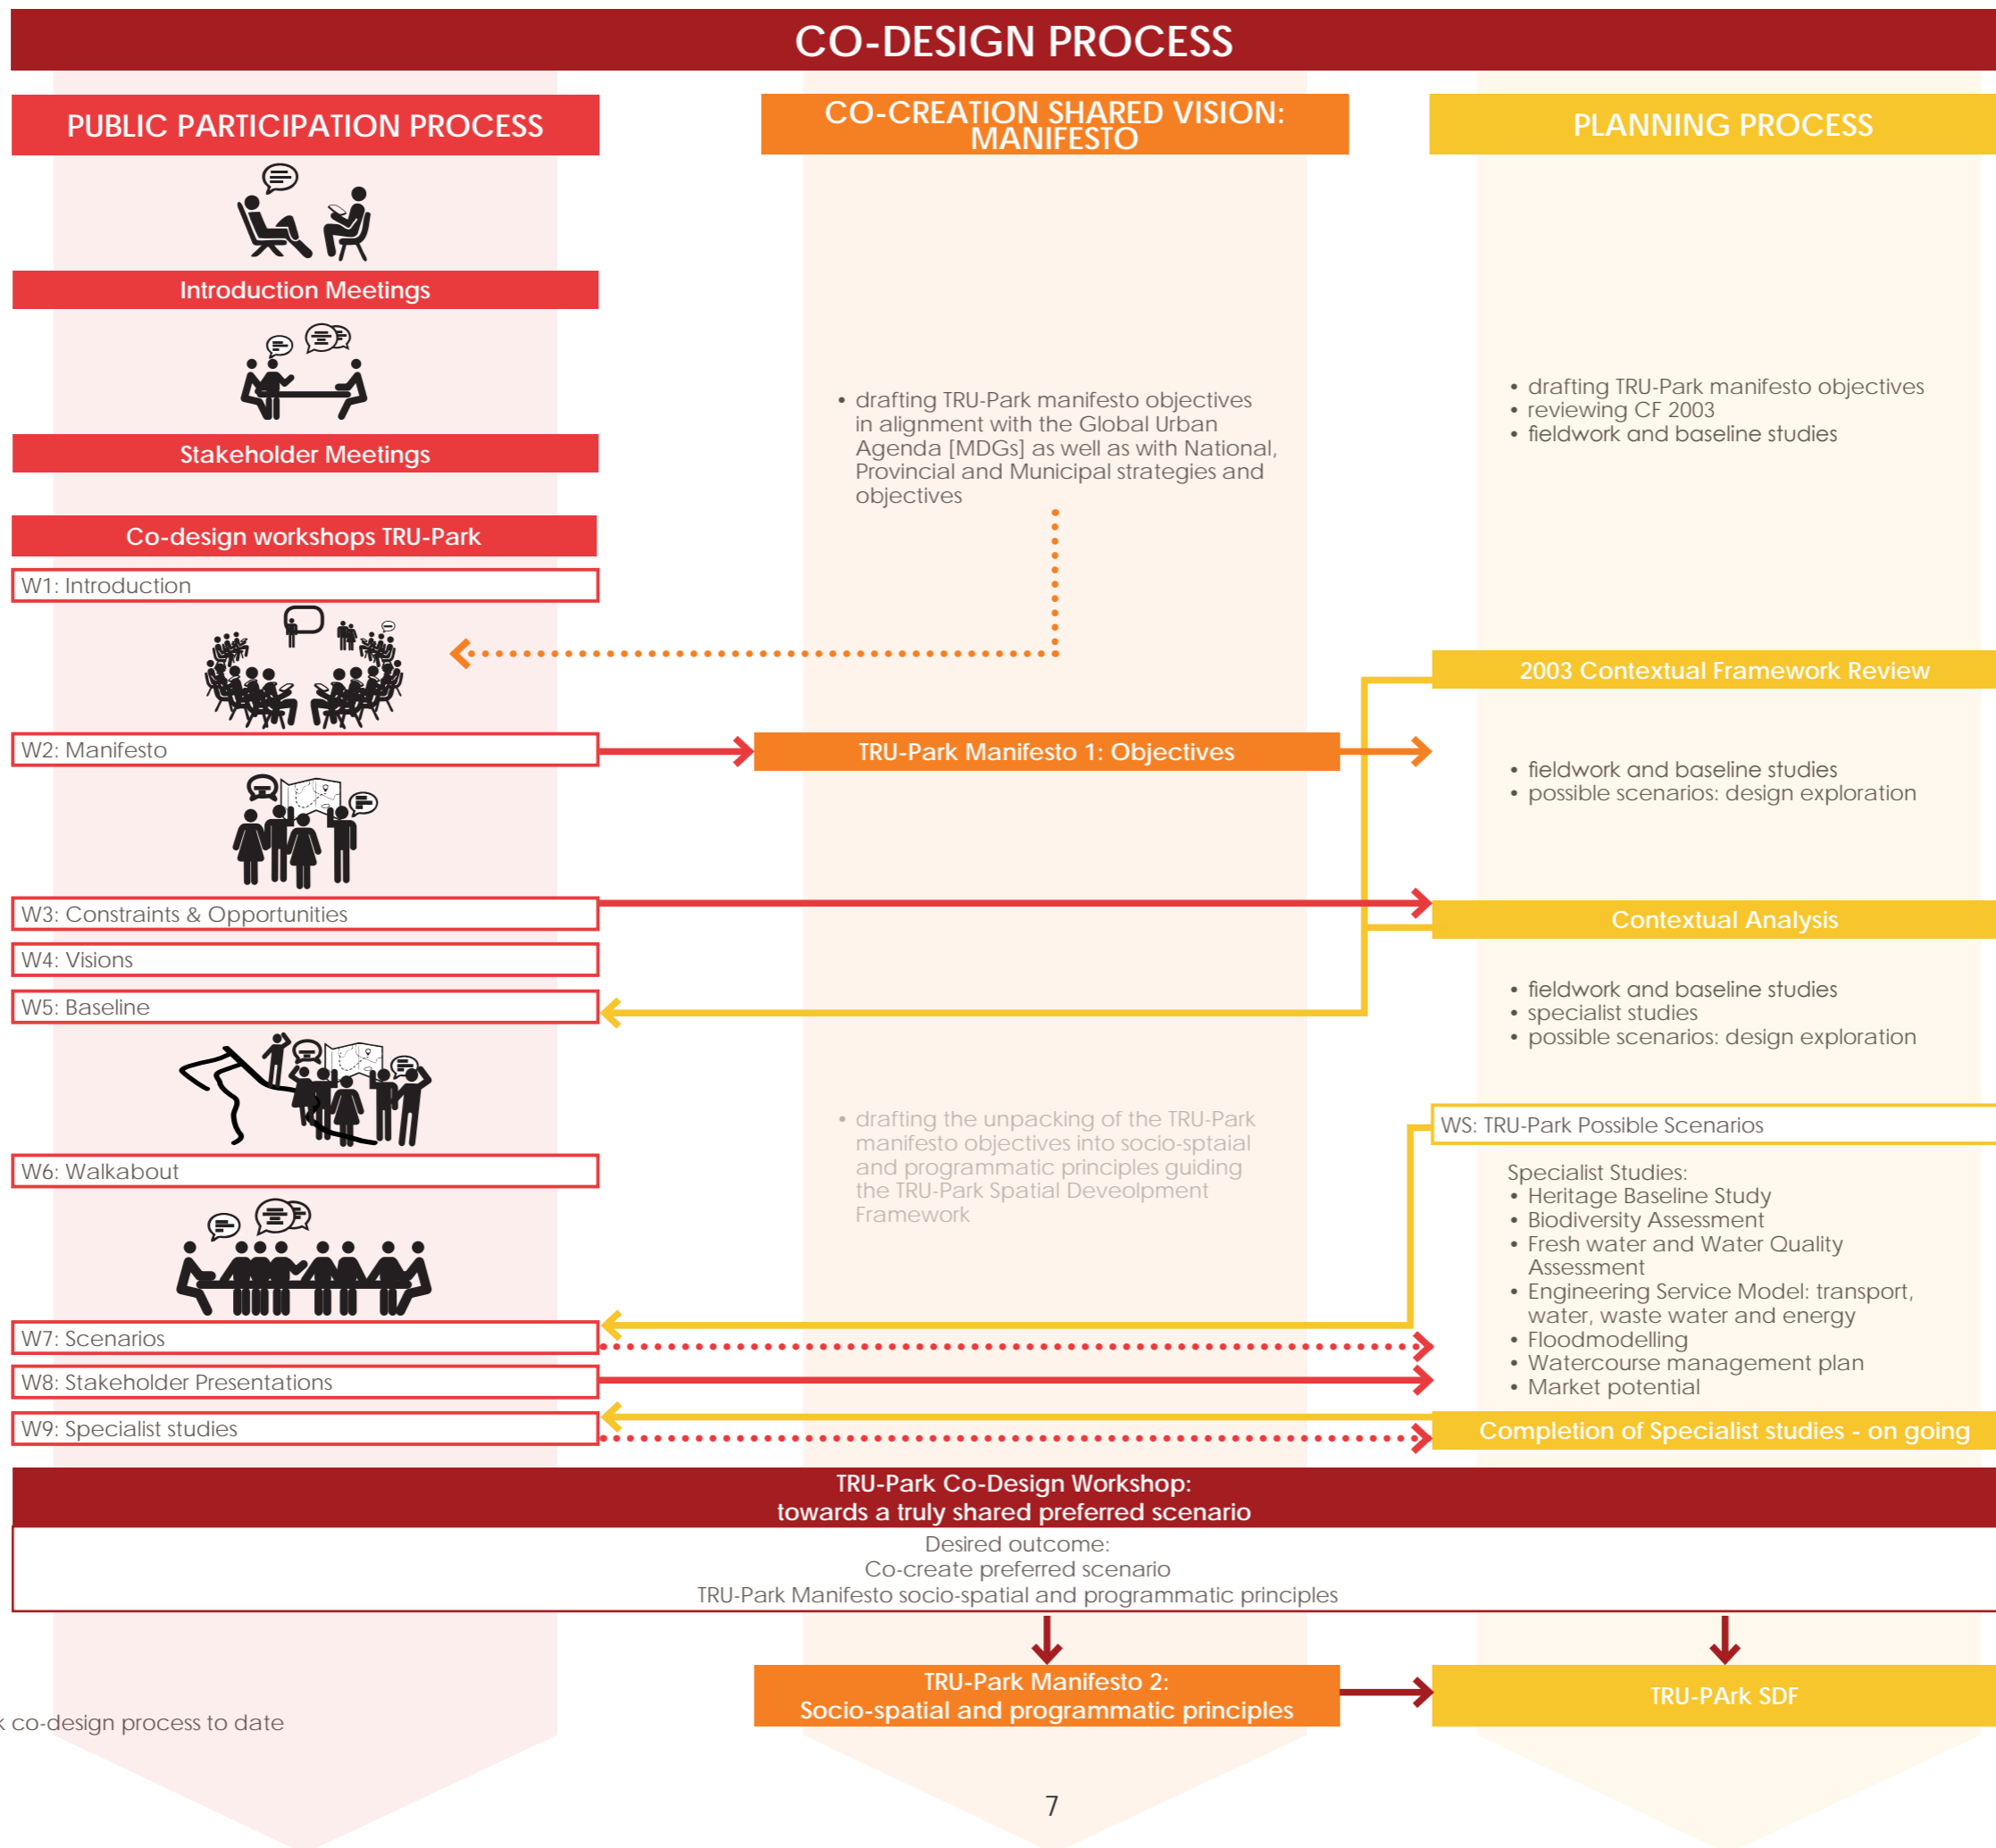 CO-DESIGN PROCESS
PUBLIC PARTICIPATION PROCESS
Introduction Meetings
Stakeholder Meetings
Co-design workshops TRU-Park
W1: Introduction
W2: Manifesto
W3: Constraints & Opportunities
W4: Visions
W5: Baseline
W6: Walkabout
W7: Scenarios
W8: Stakeholder Presentations
W9: Specialist studies
CO-CREATION SHARED VISION:
MANIFESTO
• drafting TRU-Park manifesto objectives
in alignment with the Global Urban
Agenda [MDGs] as well as with National,
Provincial and Municipal strategies and
objectives
TRU-Park Manifesto 1: Objectives
• drafting the unpacking of the TRU-Park
manifesto objectives into socio-sptaial
and programmatic principles guiding
the TRU-Park Spatial Deveolpment
Framework
PLANNING PROCESS
• drafting TRU-Park manifesto objectives
• reviewing CF 2003
• fieldwork and baseline studies
2003 Contextual Framework Review
• fieldwork and baseline studies
• possible scenarios: design exploration
Contextual Analysis
• fieldwork and baseline studies
• specialist studies
• possible scenarios: design exploration
WS: TRU-Park Possible Scenarios
Specialist Studies:
• Heritage Baseline Study
• Biodiversity Assessment
• Fresh water and Water Quality
Assessment
• Engineering Service Model: transport,
water, waste water and energy
• Floodmodelling
• Watercourse management plan
• Market potential
Completion of Specialist studies - on going
TRU-Park Co-Design Workshop:
towards a truly shared preferred scenario
Desired outcome:
Co-create preferred scenario
TRU-Park Manifesto socio-spatial and programmatic principles
TRU-Park Manifesto 2:
Socio-spatial and programmatic principles
TRU-PArk SDF
k co-design process to date
7